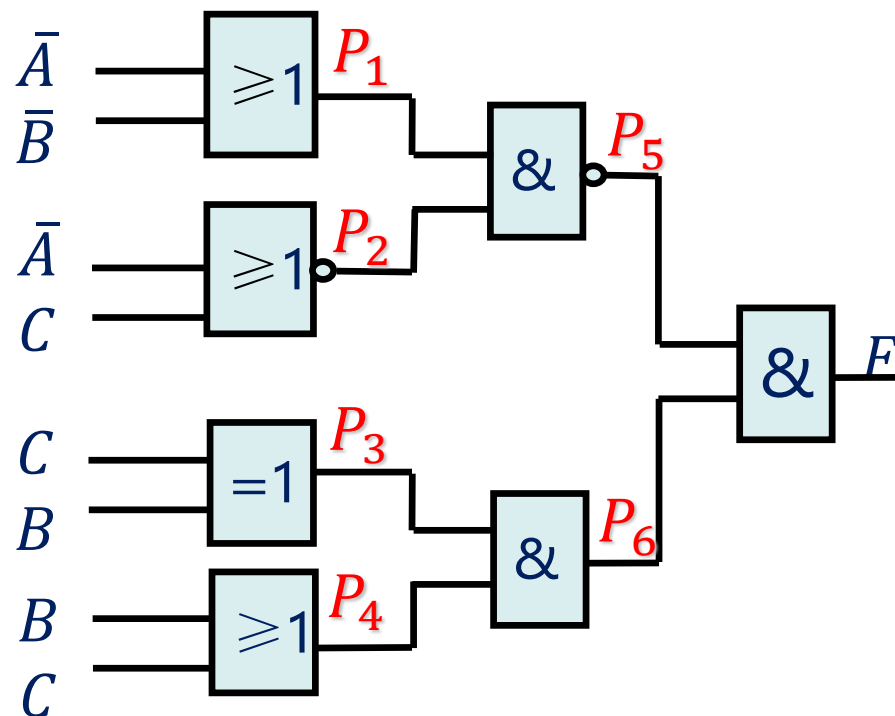 Ā
≥1
P₁
B̄
&
P₅
Ā
≥1
P₂
C
&
F
C
=1
P₃
B
&
P₆
B
≥1
P₄
C